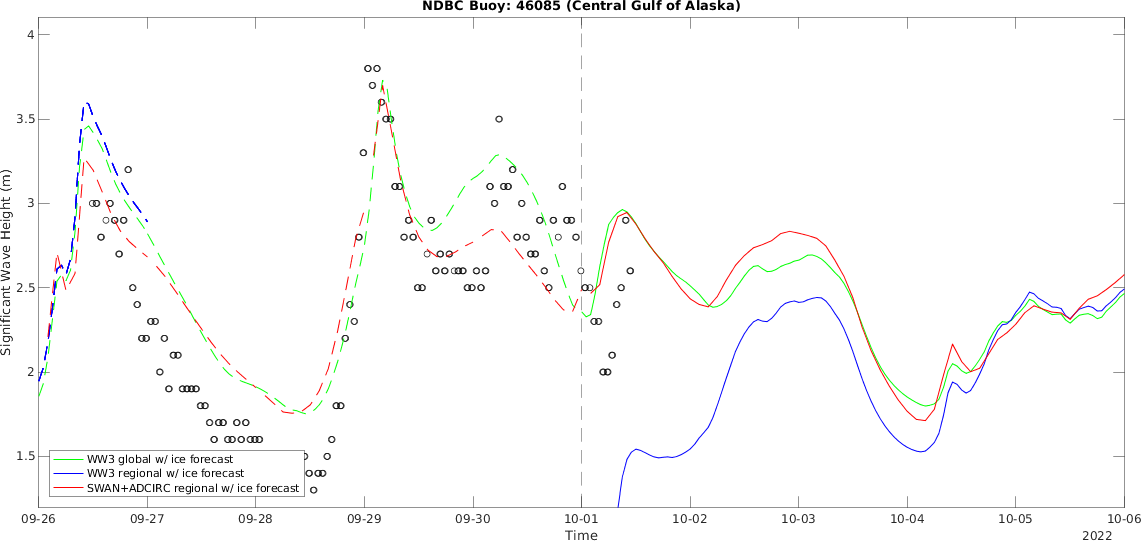 NDBC Buoy: 46085 (Central Gulf of Alaska)
4
3.5
3
2.5
2
1.5
Significant Wave Height (m)
WW3 global w/ ice forecast
WW3 regional w/ ice forecast
SWAN+ADCIRC regional w/ ice forecast
09-26 09-27 09-28 09-29 09-30 10-01 10-02 10-03 10-04 10-05 10-06
Time
2022